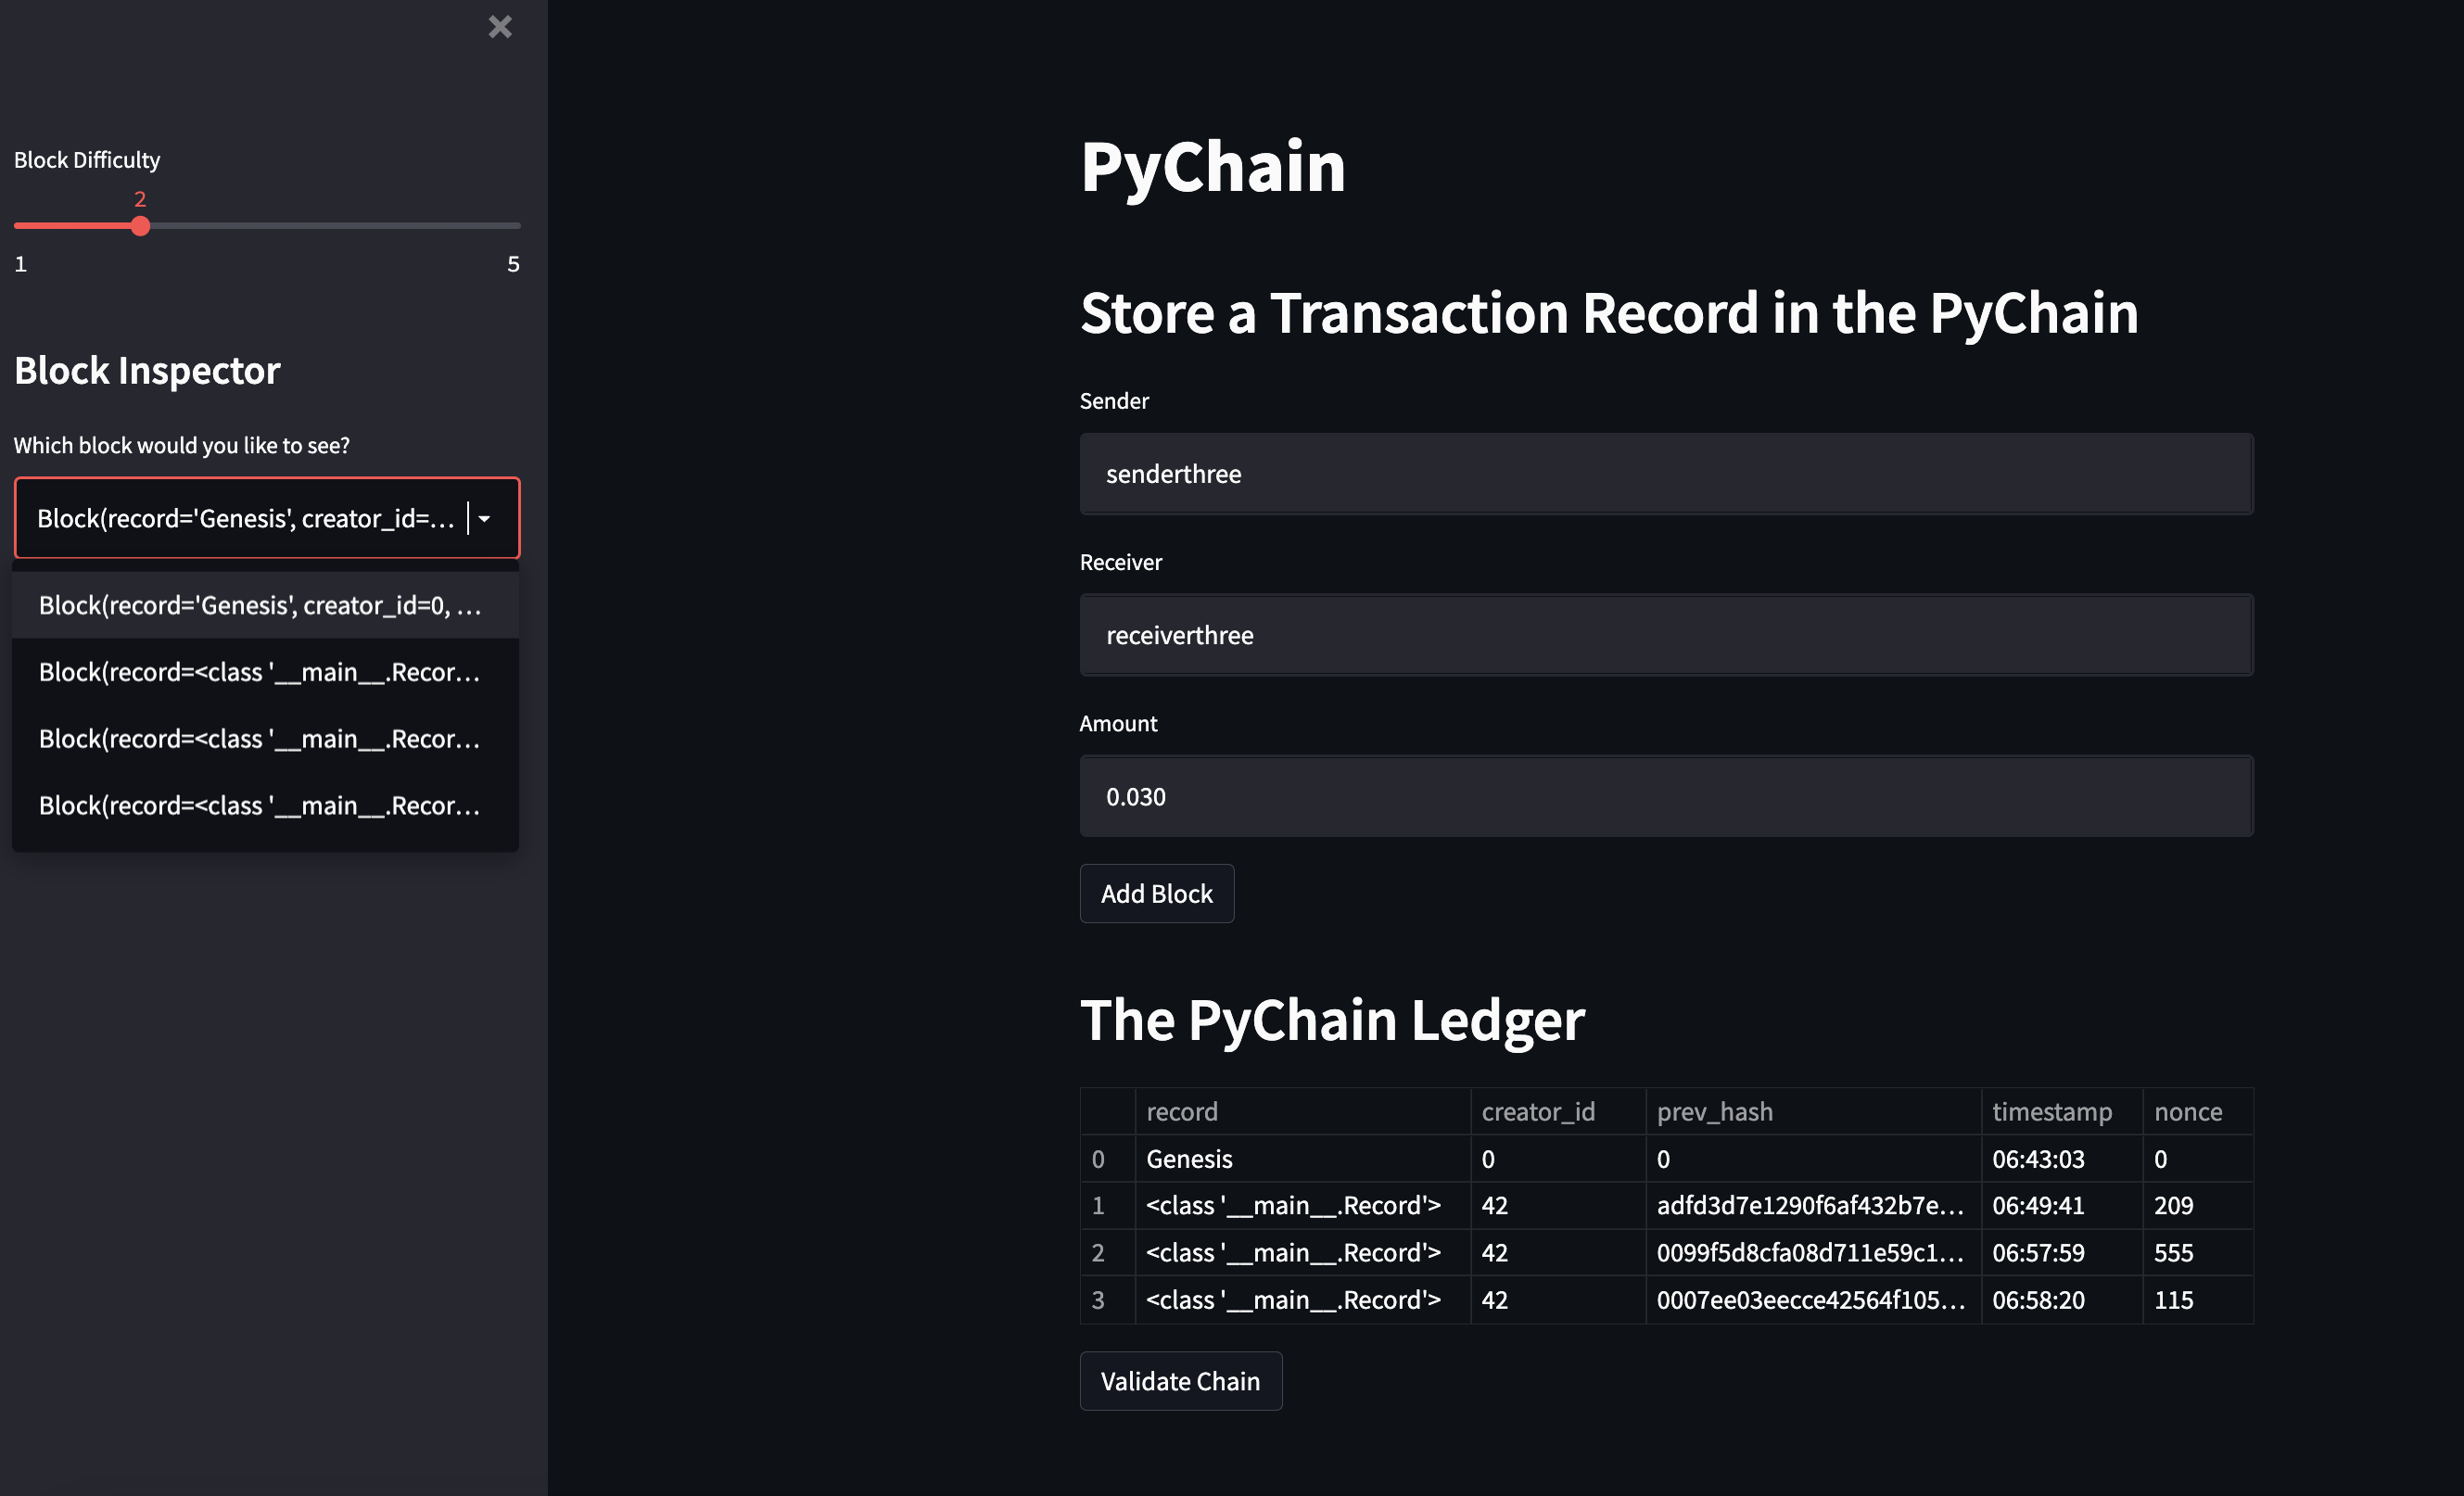 Block Difficulty
2
1 5
Block Inspector
Which block would you like to see?
Block(record='Genesis', creator_id=...
Block(record='Genesis', creator_id=0, ...
Block(record=<class '__main__.Recor...
Block(record=<class '__main__.Recor...
Block(record=<class '__main__.Recor...
PyChain
Store a Transaction Record in the PyChain
Sender
senderthree
Receiver
receiverthree
Amount
0.030
Add Block
The PyChain Ledger
record creator_id prev_hash timestamp nonce
0 Genesis 0 0 06:43:03 0
1 <class '__main__.Record'> 42 adfd3d7e1290f6af432b7e... 06:49:41 209
2 <class '__main__.Record'> 42 0099f5d8cfa08d711e59c1... 06:57:59 555
3 <class '__main__.Record'> 42 0007ee03eecce42564f105... 06:58:20 115
Validate Chain